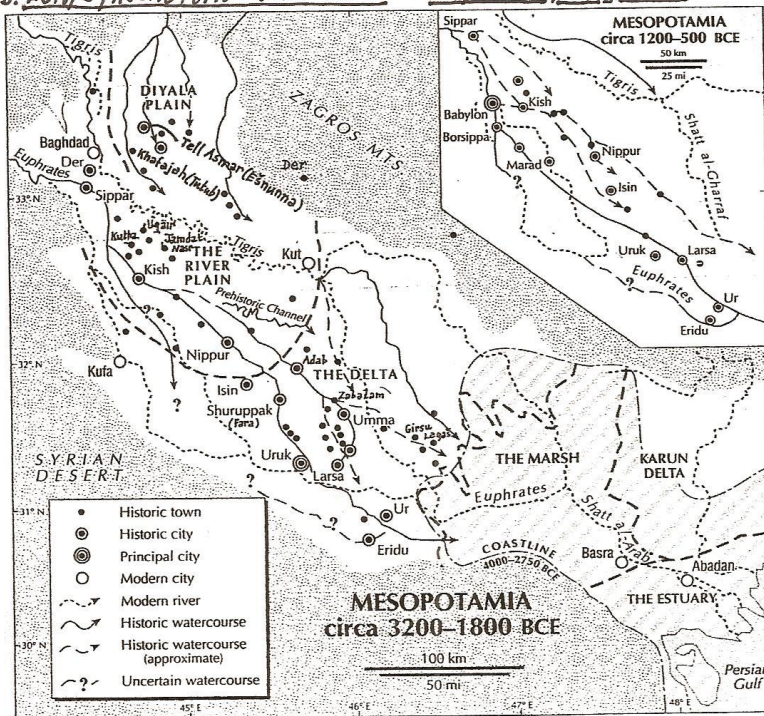 MESOPOTAMIA
circa 1200–500 BCE
50 km
25 mi
Sippar
Tigris
Babylon
Kish
Borsippa
Nippur
Shatt al-Gharraf
Marad
Isin
?
Uruk
Larsa
Euphrates
?
Ur
Eridu
Tigris
DIYALA
PLAIN
ZAGROS MTS
Baghdad
Der
Euphrates
Sippar
Tell Asmar (Ešnunna)
Khafajah (Tutub)
Der
33° N
Kutha
Uqair
Jamdat
Nasr
Tigris
THE
RIVER
PLAIN
Kut
Kish
Prehistoric Channel
?
Nippur
Adab
32° N
Kufa
THE DELTA
Isin
Zabalam
?
Shuruppak
(Fara)
Umma
Girsu
Lagaš
SYRIAN
DESERT
Uruk
Larsa
THE MARSH
KARUN
DELTA
?
Euphrates
Ur
31° N
?
Eridu
Shatt al-Arab
COASTLINE
4000–2750 BCE
Basra
Abadan
THE ESTUARY
Historic town
Historic city
Principal city
Modern city
Modern river
Historic watercourse
Historic watercourse
(approximate)
? Uncertain watercourse
MESOPOTAMIA
circa 3200–1800 BCE
100 km
50 mi
30° N
Persian
Gulf
45° E
46° E
47° E
48° E